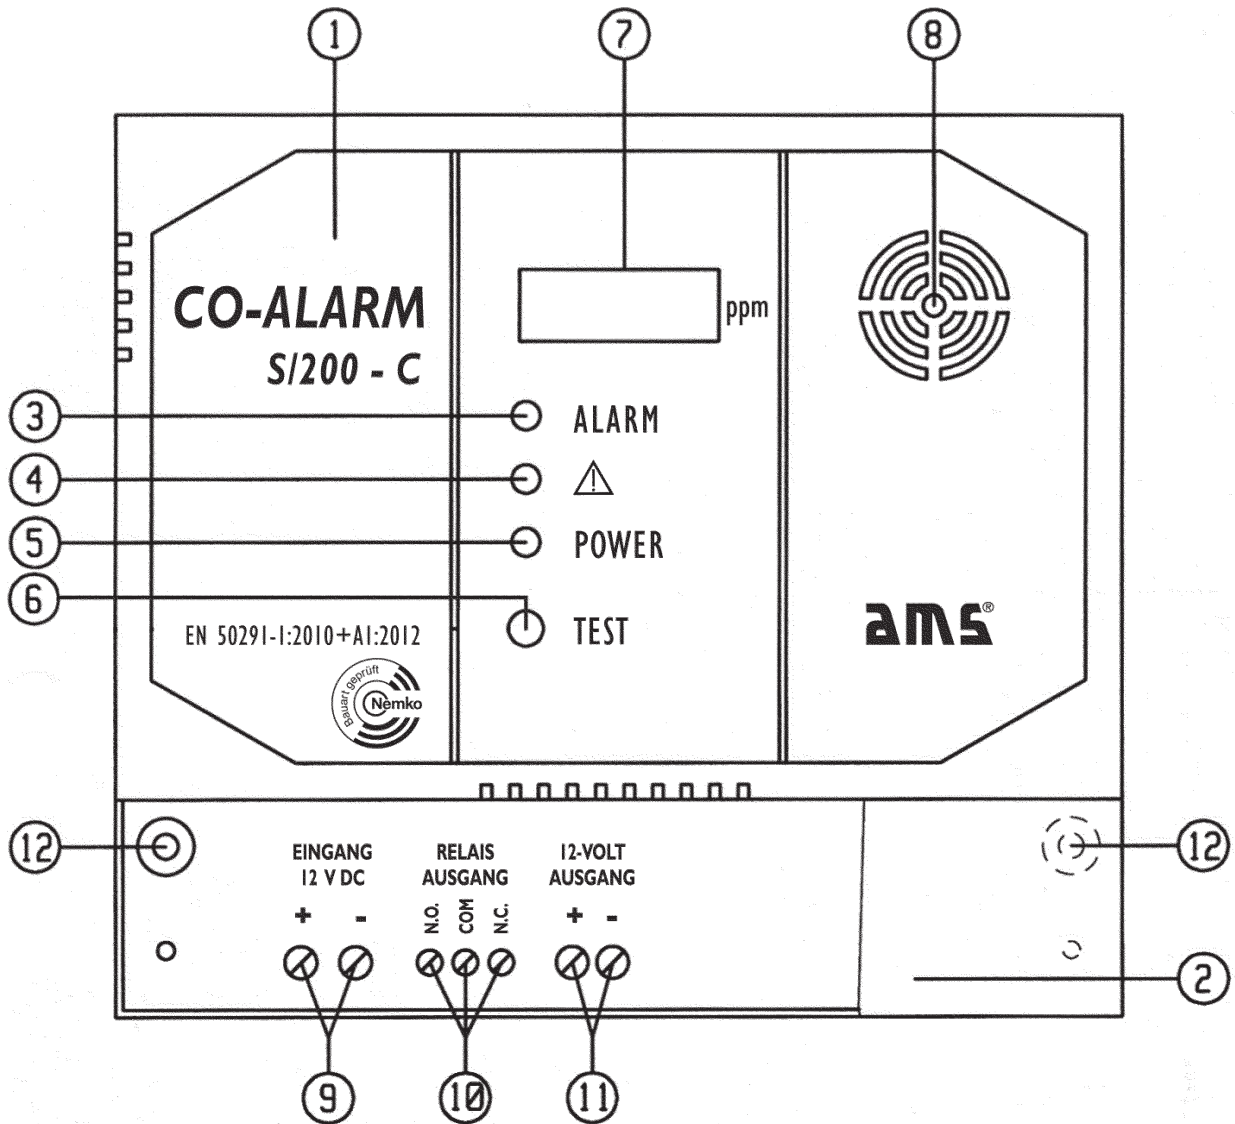 1
7
8
CO-ALARM
S/200 - C
ppm
3
ALARM
4
5
POWER
6
TEST
EN 50291-1:2010+A1:2012
Bauart geprüft
Nemko
ams®
12
12
EINGANG
12 V DC
+ -
RELAIS
AUSGANG
N.O. COM N.C.
12-VOLT
AUSGANG
+ -
2
9
10
11